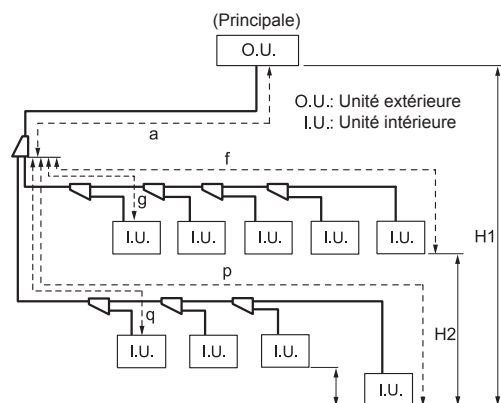 (Principale)
O.U.
O.U.: Unité extérieure
I.U.: Unité intérieure
H1
a
f
g
I.U. I.U. I.U. I.U. I.U.
p
H2
q
I.U. I.U. I.U.
I.U.